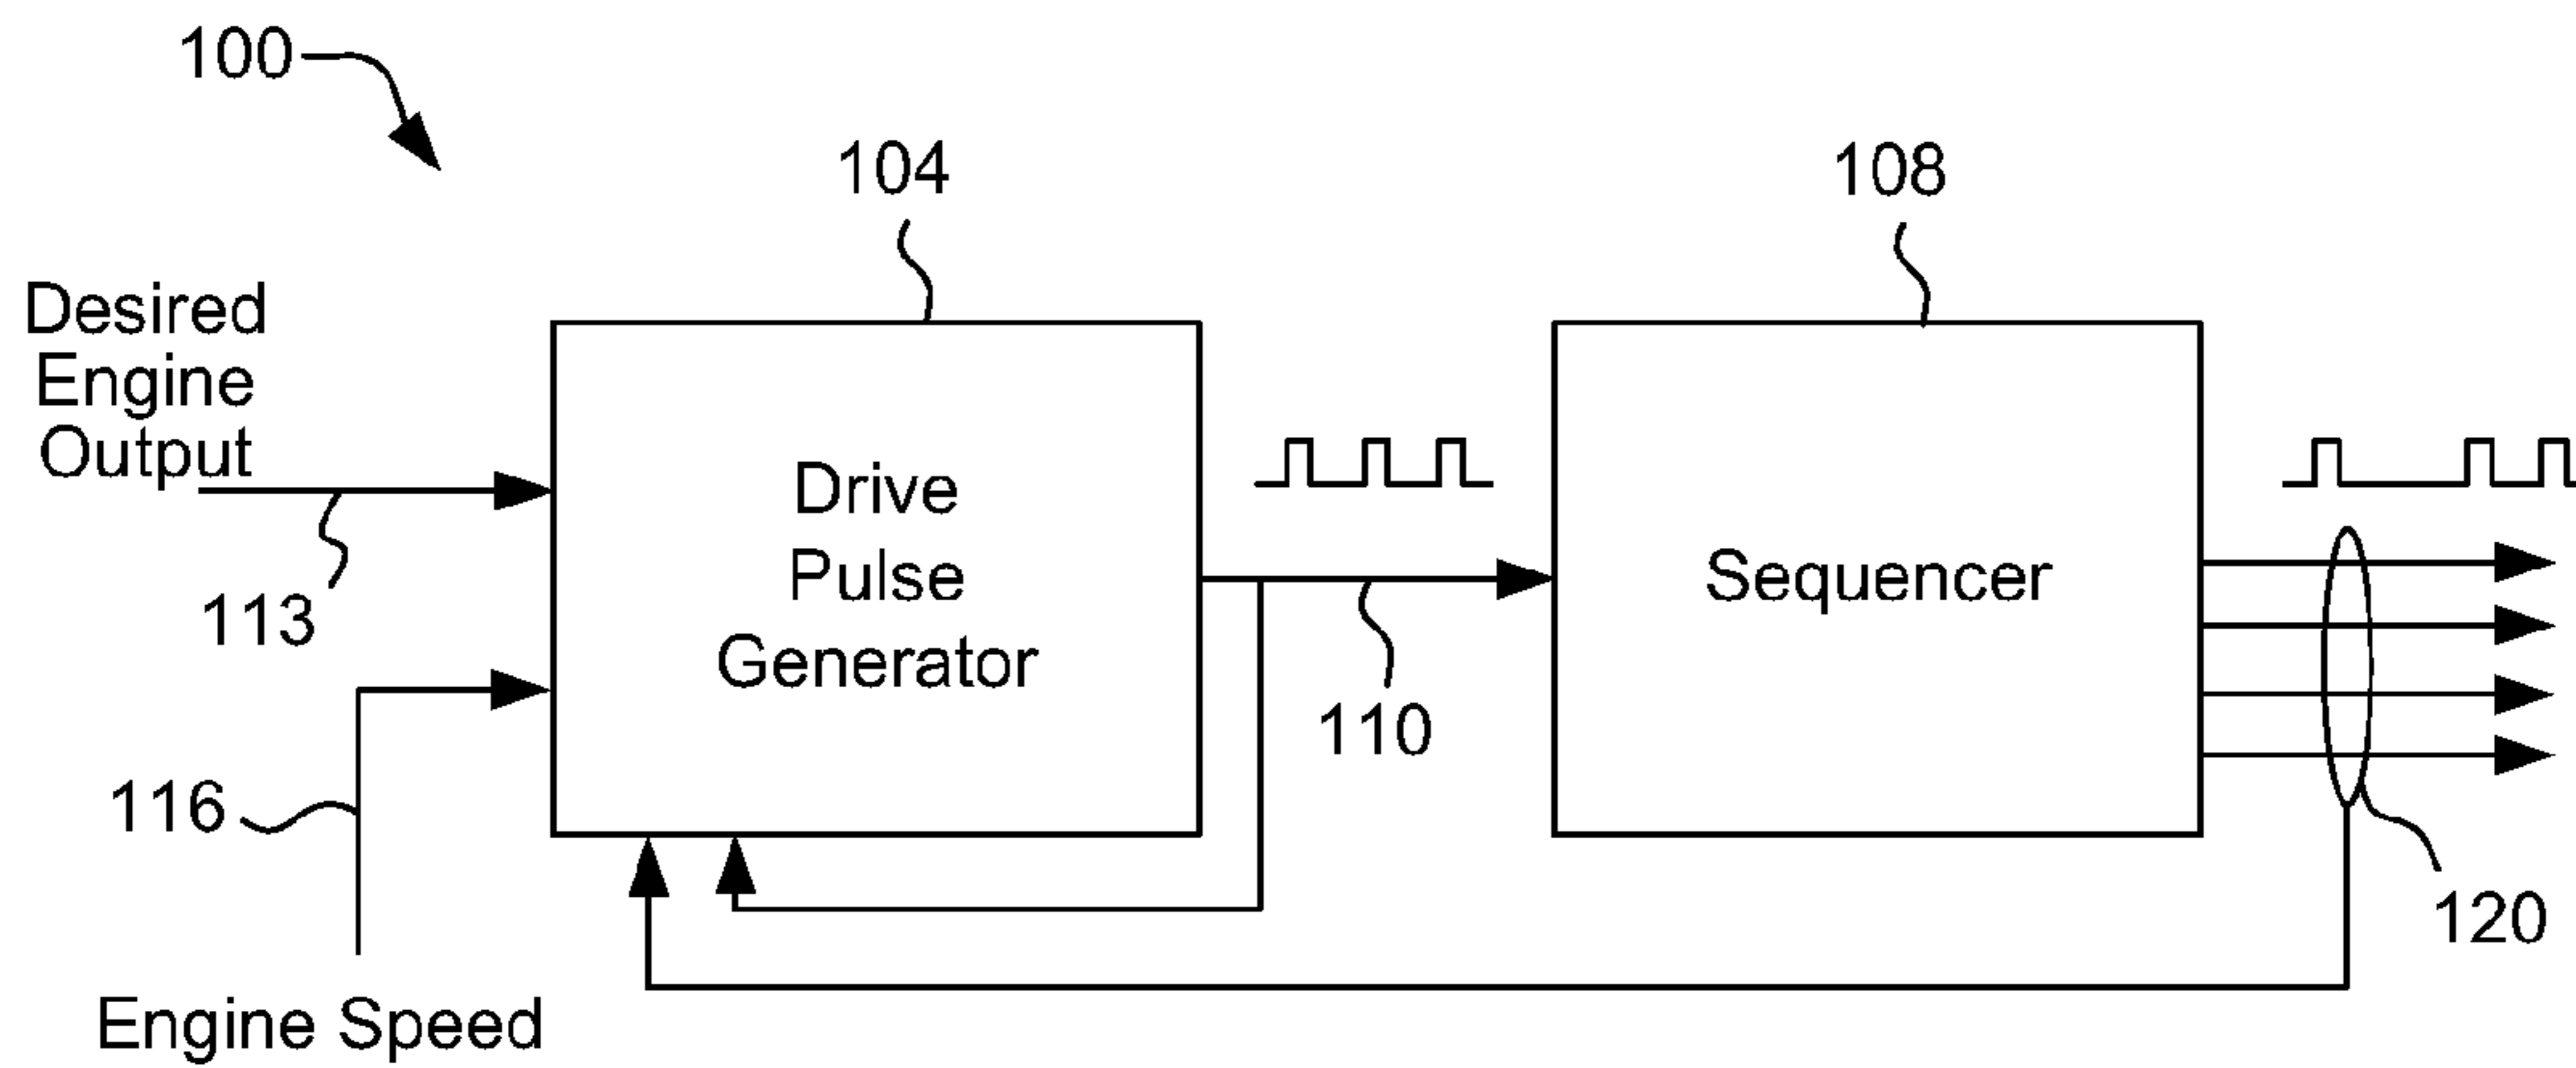 100
104
108
Desired
Engine
Output
113
Drive
Pulse
Generator
110
Sequencer
116
120
Engine Speed